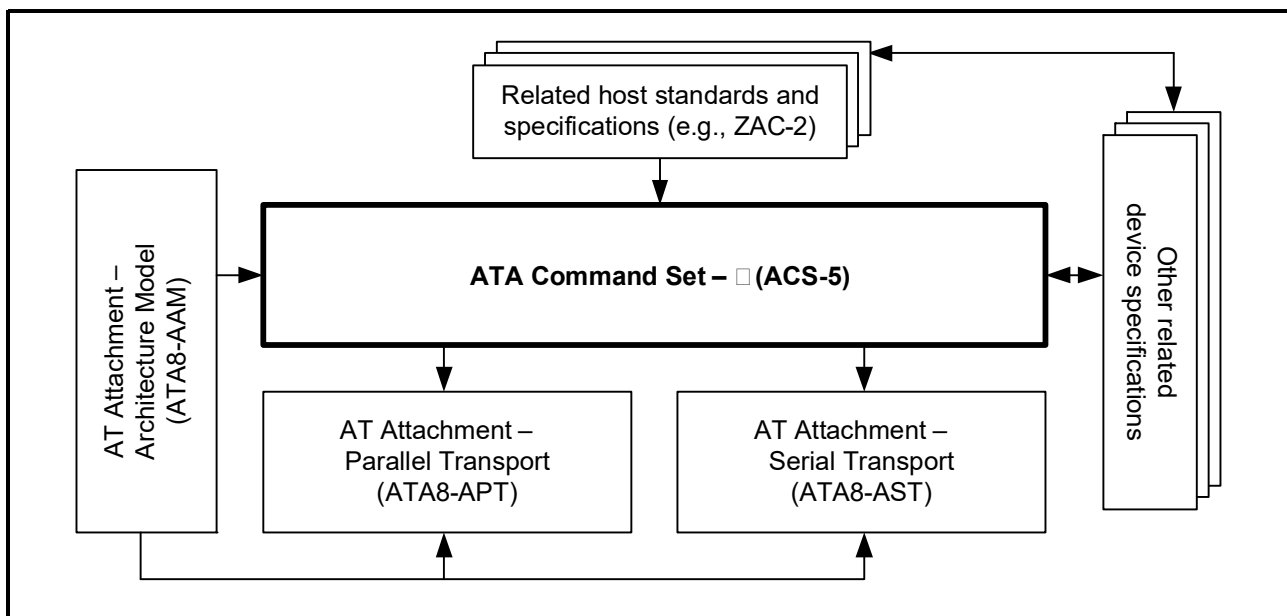 Related host standards and
specifications (e.g., ZAC-2)
AT Attachment –
Architecture Model
(ATA8-AAM)
ATA Command Set – □ (ACS-5)
Other related
device specifications
AT Attachment –
Parallel Transport
(ATA8-APT)
AT Attachment –
Serial Transport
(ATA8-AST)